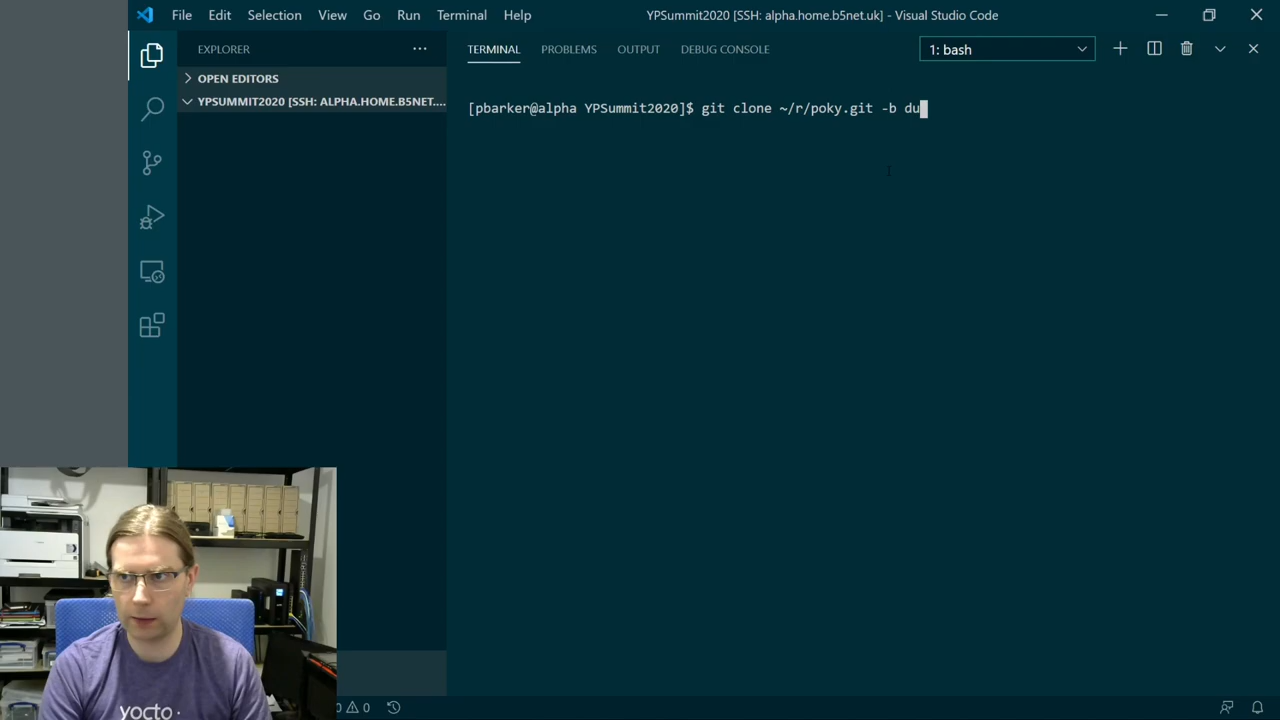 File Edit Selection View Go Run Terminal Help YPSummit2020 [SSH: alpha.home.b5net.uk] - Visual Studio Code
EXPLORER ···
TERMINAL PROBLEMS OUTPUT DEBUG CONSOLE 1: bash
OPEN EDITORS
YPSUMMIT2020 [SSH: ALPHA.HOME.B5NET....
[pbarker@alpha YPSummit2020]$ git clone ~/r/poky.git -b du
yocto
0 0